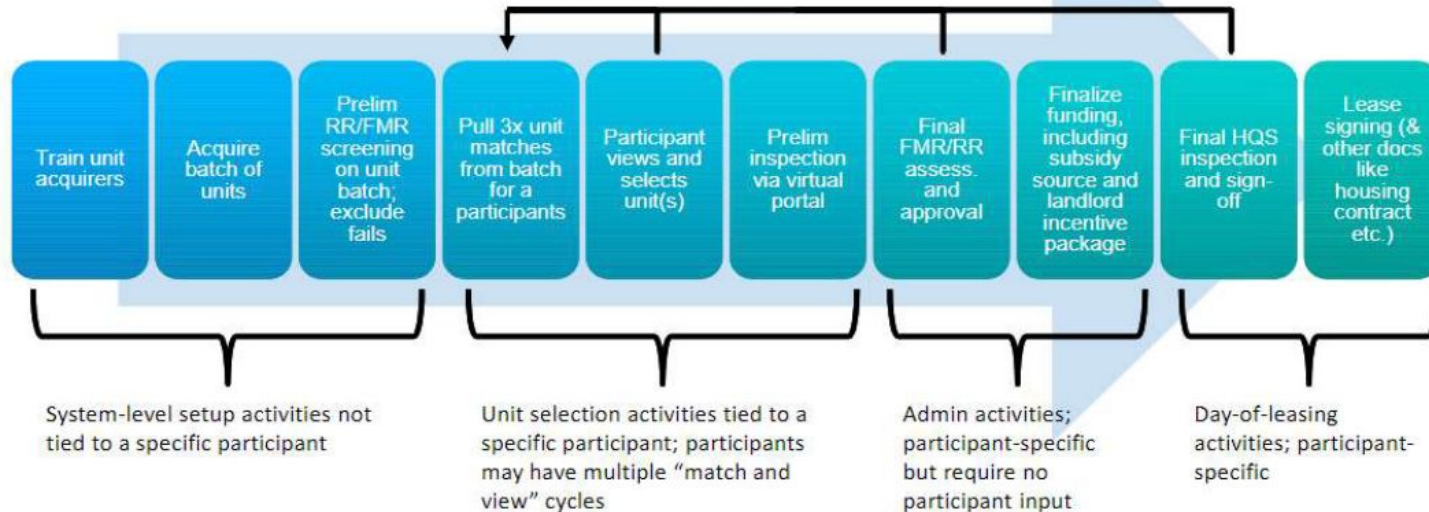 Train unit
acquirers
Acquire
batch of
units
Prelim
RR/FMR
screening
on unit
batch;
exclude
fails
Pull 3x unit
matches
from batch
for a
participants
Participant
views and
selects
unit(s)
Prelim
inspection
via virtual
portal
Final
FMR/RR
assess.
and
approval
Finalize
funding,
including
subsidy
source and
landlord
incentive
package
Final HQS
inspection
and sign-
off
Lease
signing (&
other docs
like
housing
contract
etc.)
System-level setup activities not
tied to a specific participant
Unit selection activities tied to a
specific participant; participants
may have multiple “match and
view” cycles
Admin activities;
participant-specific
but require no
participant input
Day-of-leasing
activities; participant-
specific